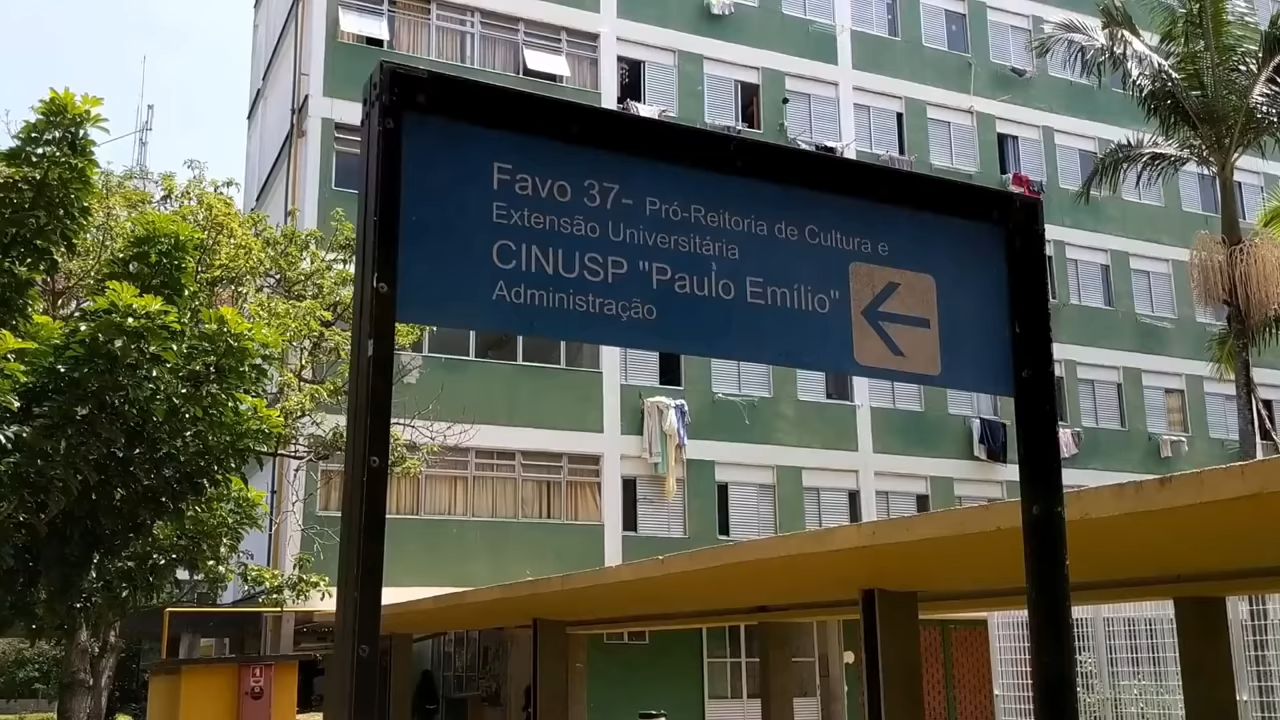 Favo 37- Pró-Reitoria de Cultura e
Extensão Universitária
CINUSP "Paulo Emílio"
Administração